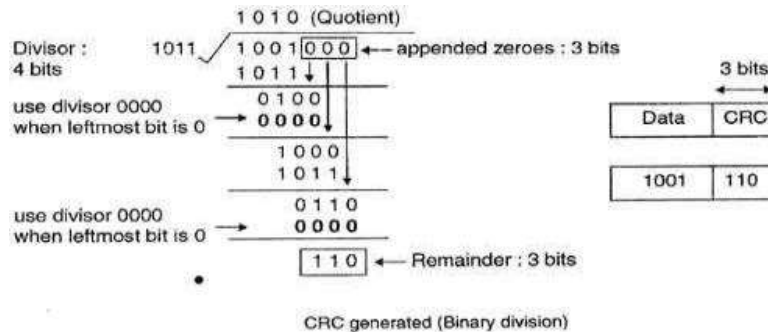 1 0 1 0 (Quotient)
Divisor : 1011 1 0 0 1 0 0 0 appended zeroes : 3 bits
4 bits
1 0 1 1
3 bits
use divisor 0000
when leftmost bit is 0
0 1 0 0
0 0 0 0
Data CRC
1 0 0 0
1 0 1 1
1001 110
use divisor 0000
when leftmost bit is 0
0 1 1 0
0 0 0 0
1 1 0 Remainder : 3 bits
CRC generated (Binary division)